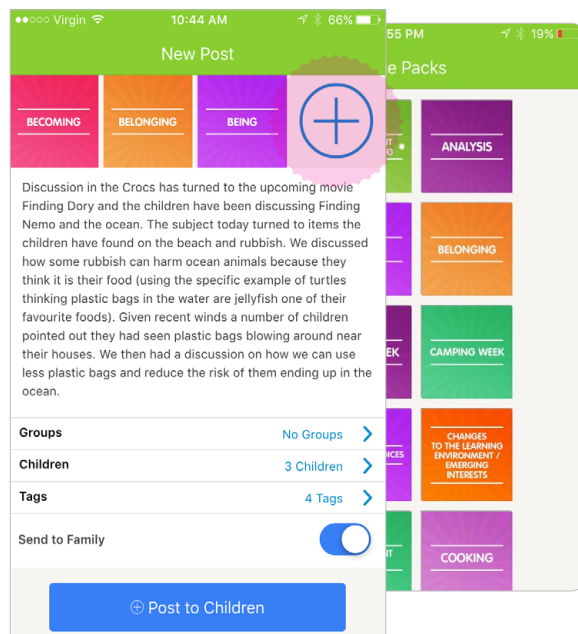 Virgin 10:44 AM 66%
New Post
BECOMING BELONGING BEING
Discussion in the Crocs has turned to the upcoming movie
Finding Dory and the children have been discussing Finding
Nemo and the ocean. The subject today turned to items the
children have found on the beach and rubbish. We discussed
how some rubbish can harm ocean animals because they
think it is their food (using the specific example of turtles
thinking plastic bags in the water are jellyfish one of their
favourite foods). Given recent winds a number of children
pointed out they had seen plastic bags blowing around near
their houses. We then had a discussion on how we can use
less plastic bags and reduce the risk of them ending up in the
ocean.
Groups No Groups
Children 3 Children
Tags 4 Tags
Send to Family
Post to Children
55 PM 19%
e Packs
ANALYSIS
BELONGING
EK
CAMPING WEEK
OICES
CHANGES
TO THE LEARNING
ENVIRONMENT /
EMERGING
INTERESTS
COOKING